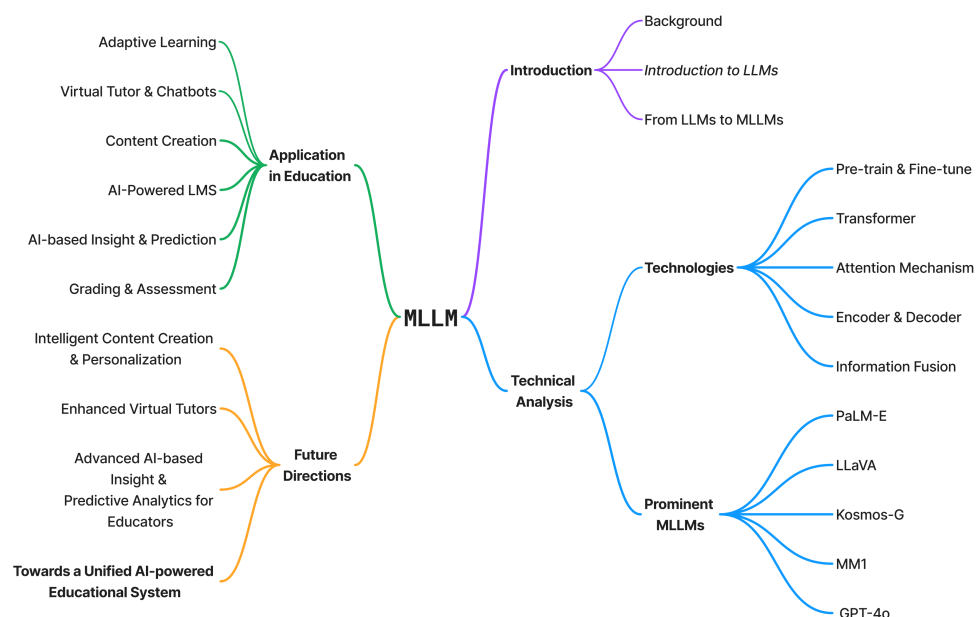 Adaptive Learning
Virtual Tutor & Chatbots
Content Creation
AI-Powered LMS
AI-based Insight & Prediction
Grading & Assessment
Application
in Education
Intelligent Content Creation
& Personalization
Enhanced Virtual Tutors
Advanced AI-based
Insight &
Predictive Analytics for
Educators
Towards a Unified AI-powered
Educational System
Future
Directions
MLLM
Introduction
Background
Introduction to LLMs
From LLMs to MLLMs
Technical
Analysis
Technologies
Pre-train & Fine-tune
Transformer
Attention Mechanism
Encoder & Decoder
Information Fusion
Prominent
MLLMs
PaLM-E
LLaVA
Kosmos-G
MM1
GPT-4o